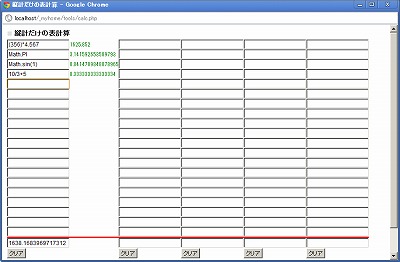 縦計だけの表計算 - Google Chrome
localhost/_myhome/tools/calc.php
縦計だけの表計算
(356)*4.567 1625.852
Math.PI 3.141592653589793
Math.sin(1) 0.8414709848078965
10/3+5 8.333333333333334
1638.1683969717312
クリア クリア クリア クリア クリア